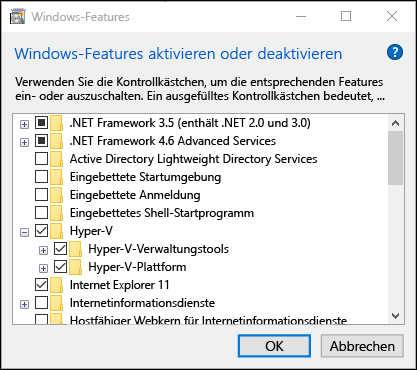 Windows-Features
Windows-Features aktivieren oder deaktivieren
Verwenden Sie die Kontrollkästchen, um die entsprechenden Features
ein- oder auszuschalten. Ein ausgefülltes Kontrollkästchen bedeutet, ...
.NET Framework 3.5 (enthält .NET 2.0 und 3.0)
.NET Framework 4.6 Advanced Services
Active Directory Lightweight Directory Services
Eingebettete Startumgebung
Eingebettete Anmeldung
Eingebettetes Shell-Startprogramm
Hyper-V
Hyper-V-Verwaltungstools
Hyper-V-Plattform
Internet Explorer 11
Internetinformationsdienste
Hostfähiger Webkern für Internetinformationsdienste
OK
Abbrechen